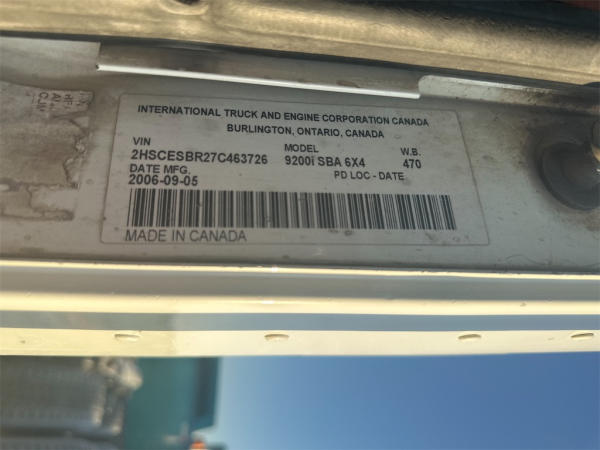 INTERNATIONAL TRUCK AND ENGINE CORPORATION CANADA
BURLINGTON, ONTARIO, CANADA
VIN MODEL W.B.
2HSCESBR27C463726 9200i SBA 6X4 470
DATE MFG. PD LOC - DATE
2006-09-05
MADE IN CANADA